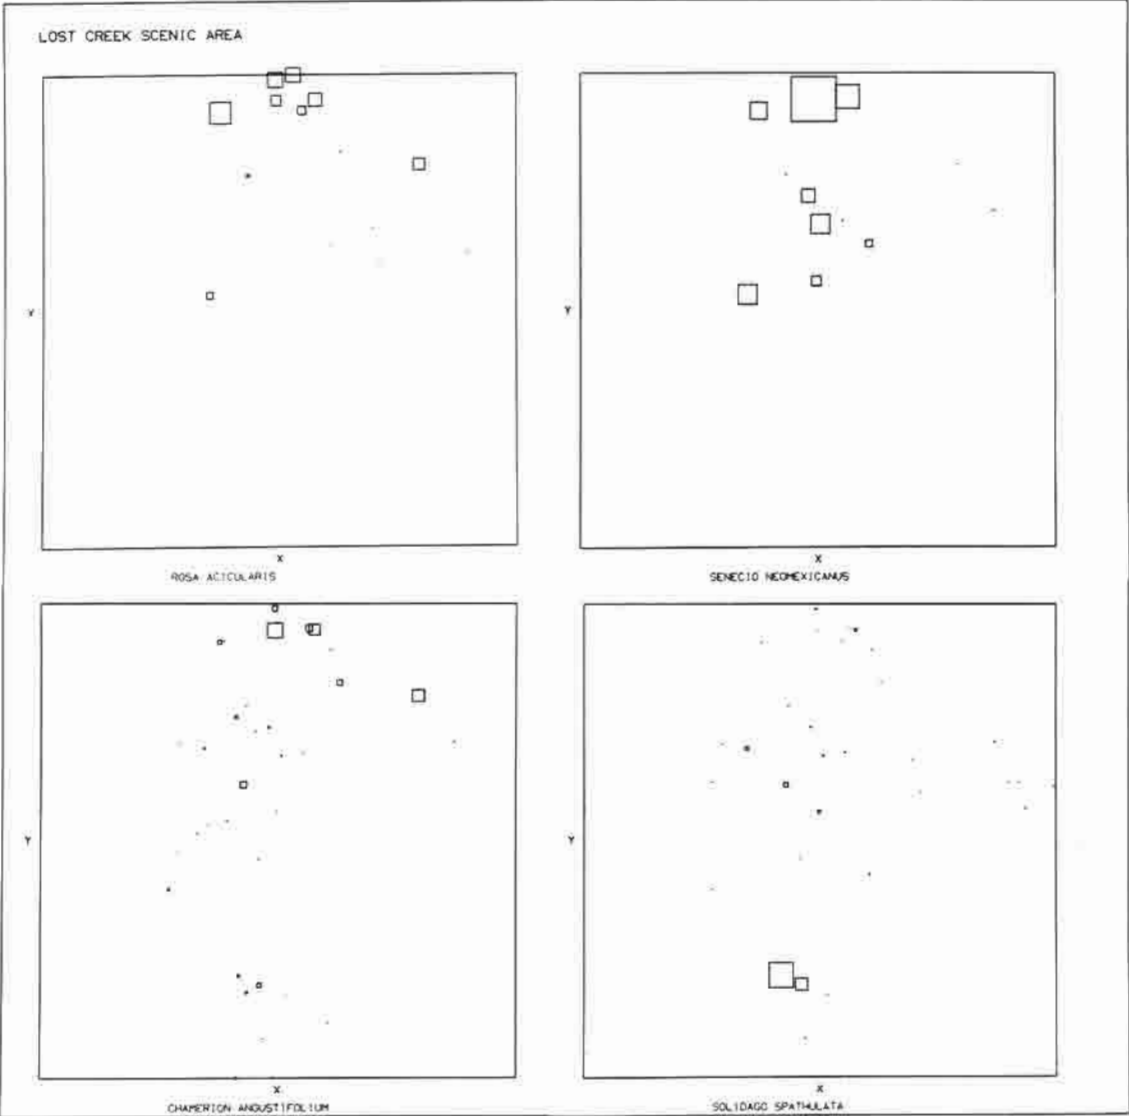 LOST CREEK SCENIC AREA
Y
Y
X
X
ROSA ACICULARIS
SENECIO NEOMEXICANUS
Y
Y
X
X
CHAMERION ANGUSTIFOLIUM
SOLIDAGO SPATHULATA